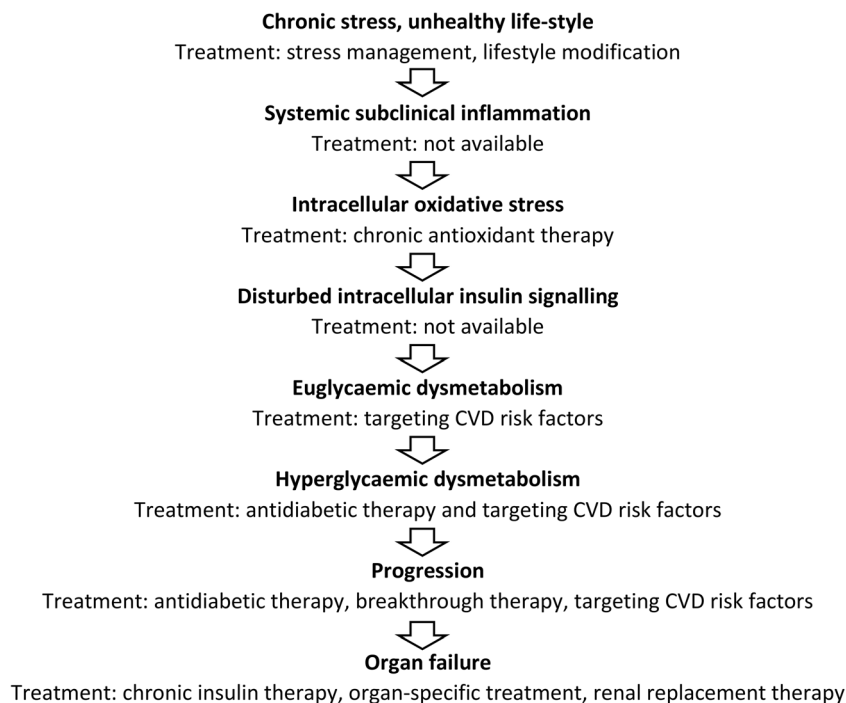 Chronic stress, unhealthy life-style
Treatment: stress management, lifestyle modification
Systemic subclinical inflammation
Treatment: not available
Intracellular oxidative stress
Treatment: chronic antioxidant therapy
Disturbed intracellular insulin signalling
Treatment: not available
Euglycaemic dysmetabolism
Treatment: targeting CVD risk factors
Hyperglycaemic dysmetabolism
Treatment: antidiabetic therapy and targeting CVD risk factors
Progression
Treatment: antidiabetic therapy, breakthrough therapy, targeting CVD risk factors
Organ failure
Treatment: chronic insulin therapy, organ-specific treatment, renal replacement therapy